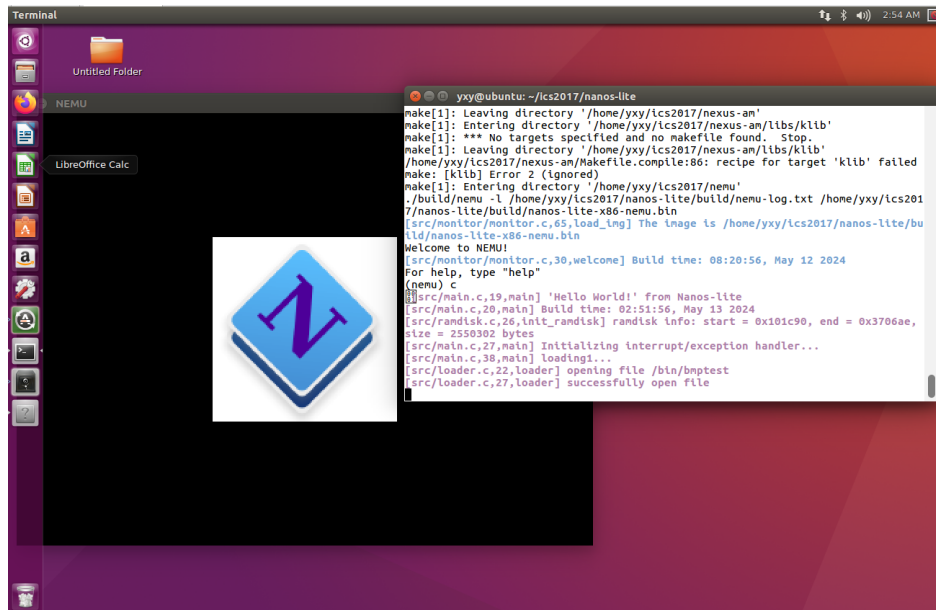 Terminal
2:54 AM
Untitled Folder
NEMU
LibreOffice Calc
N
yxy@ubuntu: ~/ics2017/nanos-lite
make[1]: Leaving directory '/home/yxy/ics2017/nexus-am'
make[1]: Entering directory '/home/yxy/ics2017/nexus-am/libs/klib'
make[1]: *** No targets specified and no makefile found.  Stop.
make[1]: Leaving directory '/home/yxy/ics2017/nexus-am/libs/klib'
/home/yxy/ics2017/nexus-am/Makefile.compile:86: recipe for target 'klib' failed
make: [klib] Error 2 (ignored)
make[1]: Entering directory '/home/yxy/ics2017/nemu'
./build/nemu -l /home/yxy/ics2017/nanos-lite/build/nemu-log.txt /home/yxy/ics201
7/nanos-lite/build/nanos-lite-x86-nemu.bin
[src/monitor/monitor.c,65,load_img] The image is /home/yxy/ics2017/nanos-lite/bu
ild/nanos-lite-x86-nemu.bin
Welcome to NEMU!
[src/monitor/monitor.c,30,welcome] Build time: 08:20:56, May 12 2024
For help, type "help"
(nemu) c
[src/main.c,19,main] 'Hello World!' from Nanos-lite
[src/main.c,20,main] Build time: 02:51:56, May 13 2024
[src/ramdisk.c,26,init_ramdisk] ramdisk info: start = 0x101c90, end = 0x3706ae,
size = 2550302 bytes
[src/main.c,27,main] Initializing interrupt/exception handler...
[src/main.c,38,main] loading1...
[src/loader.c,22,loader] opening file /bin/bmptest
[src/loader.c,27,loader] successfully open file